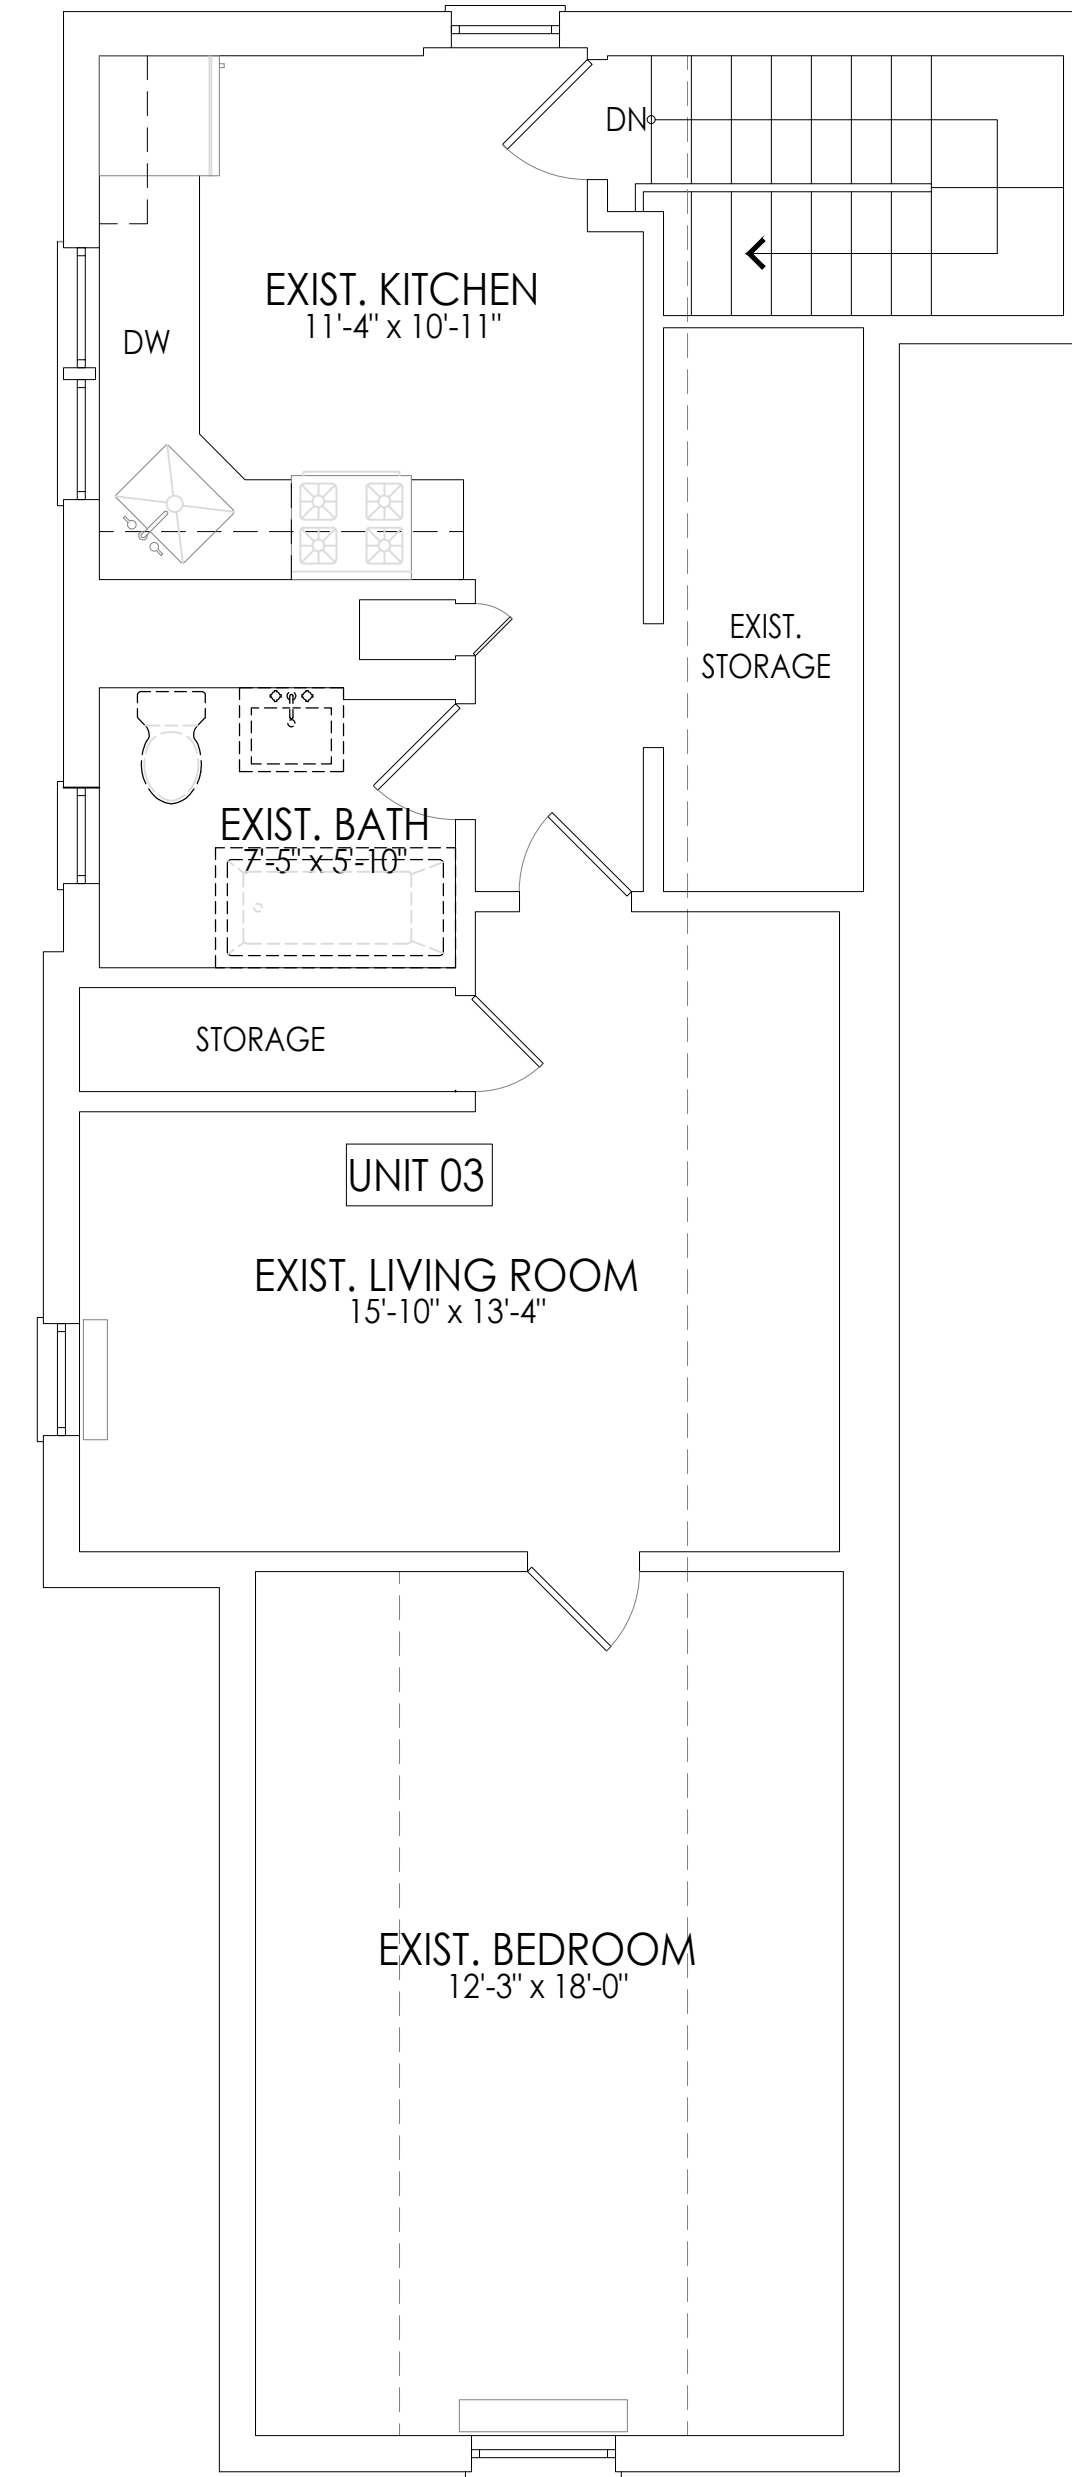 DN
EXIST. KITCHEN
11'-4" x 10'-11"
DW
EXIST.
STORAGE
EXIST. BATH
7'-5" x 5'-10"
STORAGE
UNIT 03
EXIST. LIVING ROOM
15'-10" x 13'-4"
EXIST. BEDROOM
12'-3" x 18'-0"